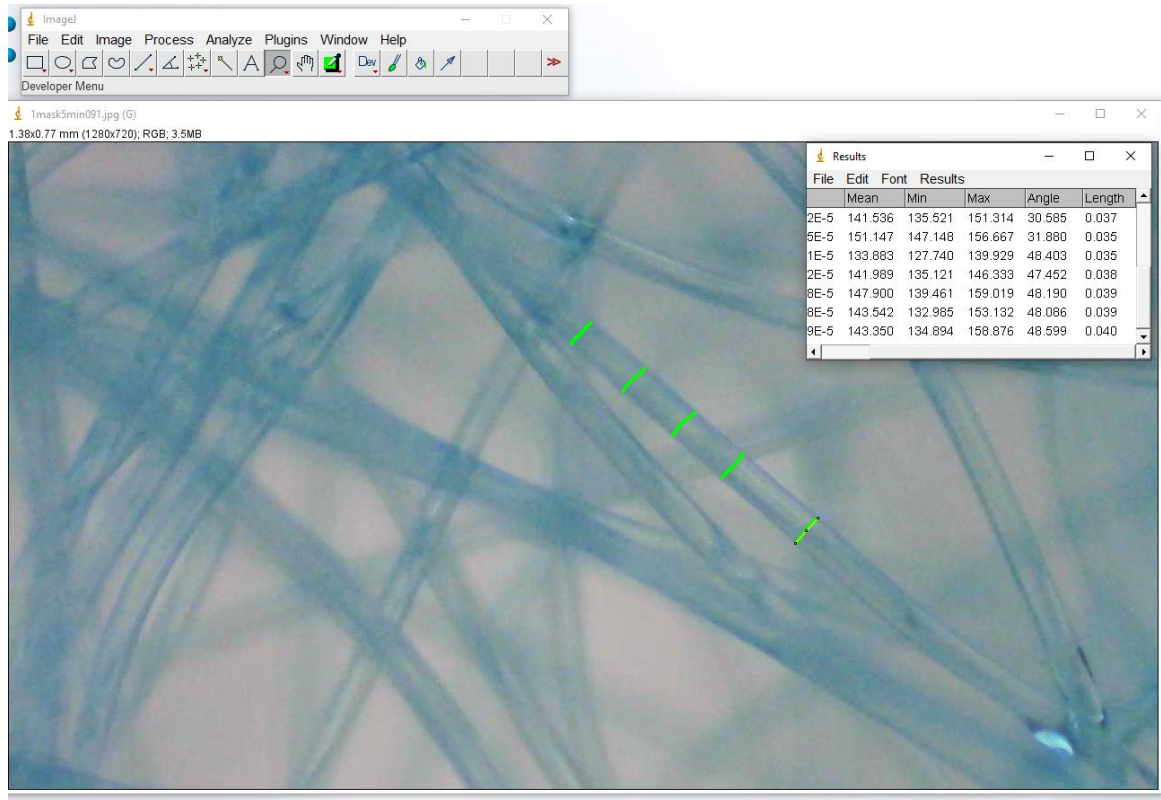 ImageJ
File Edit Image Process Analyze Plugins Window Help
A Dev
Developer Menu
1mask5min091.jpg (G)
1.38x0.77 mm (1280x720); RGB; 3.5MB
Results
File Edit Font Results
Mean Min Max Angle Length
2E-5 141.536 135.521 151.314 30.585 0.037
5E-5 151.147 147.148 156.667 31.880 0.035
1E-5 133.883 127.740 139.929 48.403 0.035
2E-5 141.989 135.121 146.333 47.452 0.038
8E-5 147.900 139.461 159.019 48.190 0.039
8E-5 143.542 132.985 153.132 48.086 0.039
9E-5 143.350 134.894 158.876 48.599 0.040